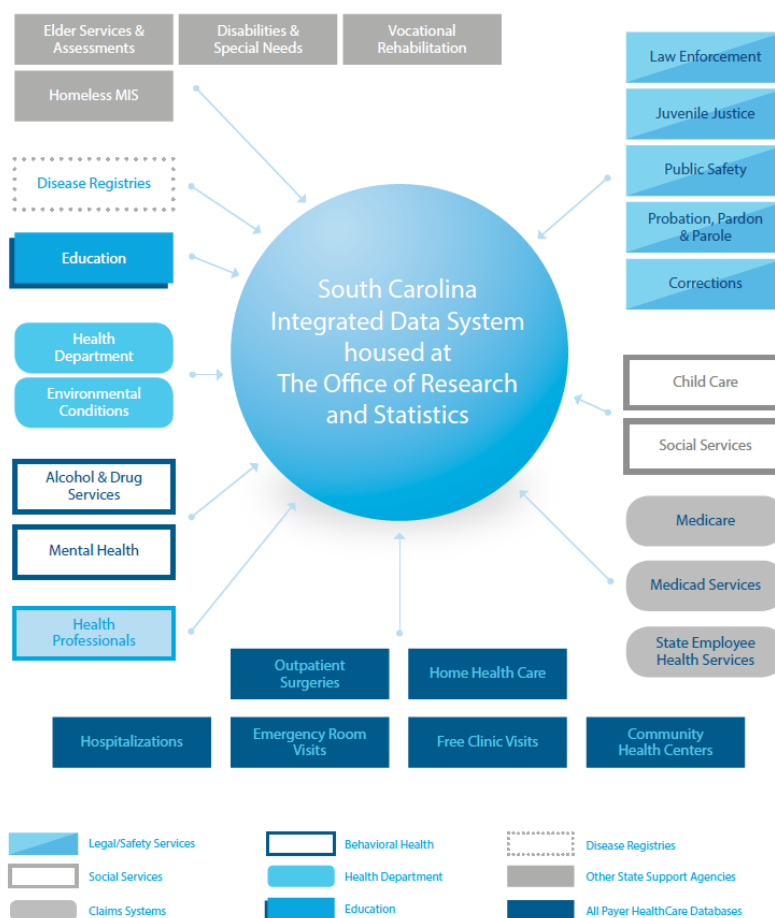 Elder Services &
Assessments
Disabilities &
Special Needs
Vocational
Rehabilitation
Homeless MIS
Law Enforcement
Juvenile Justice
Public Safety
Probation, Pardon
& Parole
Corrections
Disease Registries
Education
Health
Department
Environmental
Conditions
South Carolina
Integrated Data System
housed at
The Office of Research
and Statistics
Child Care
Social Services
Alcohol & Drug
Services
Mental Health
Medicare
Medicad Services
State Employee
Health Services
Health
Professionals
Outpatient
Surgeries
Home Health Care
Hospitalizations
Emergency Room
Visits
Free Clinic Visits
Community
Health Centers
Legal/Safety Services
Behavioral Health
Disease Registries
Social Services
Health Department
Other State Support Agencies
Claims Systems
Education
All Payer HealthCare Databases